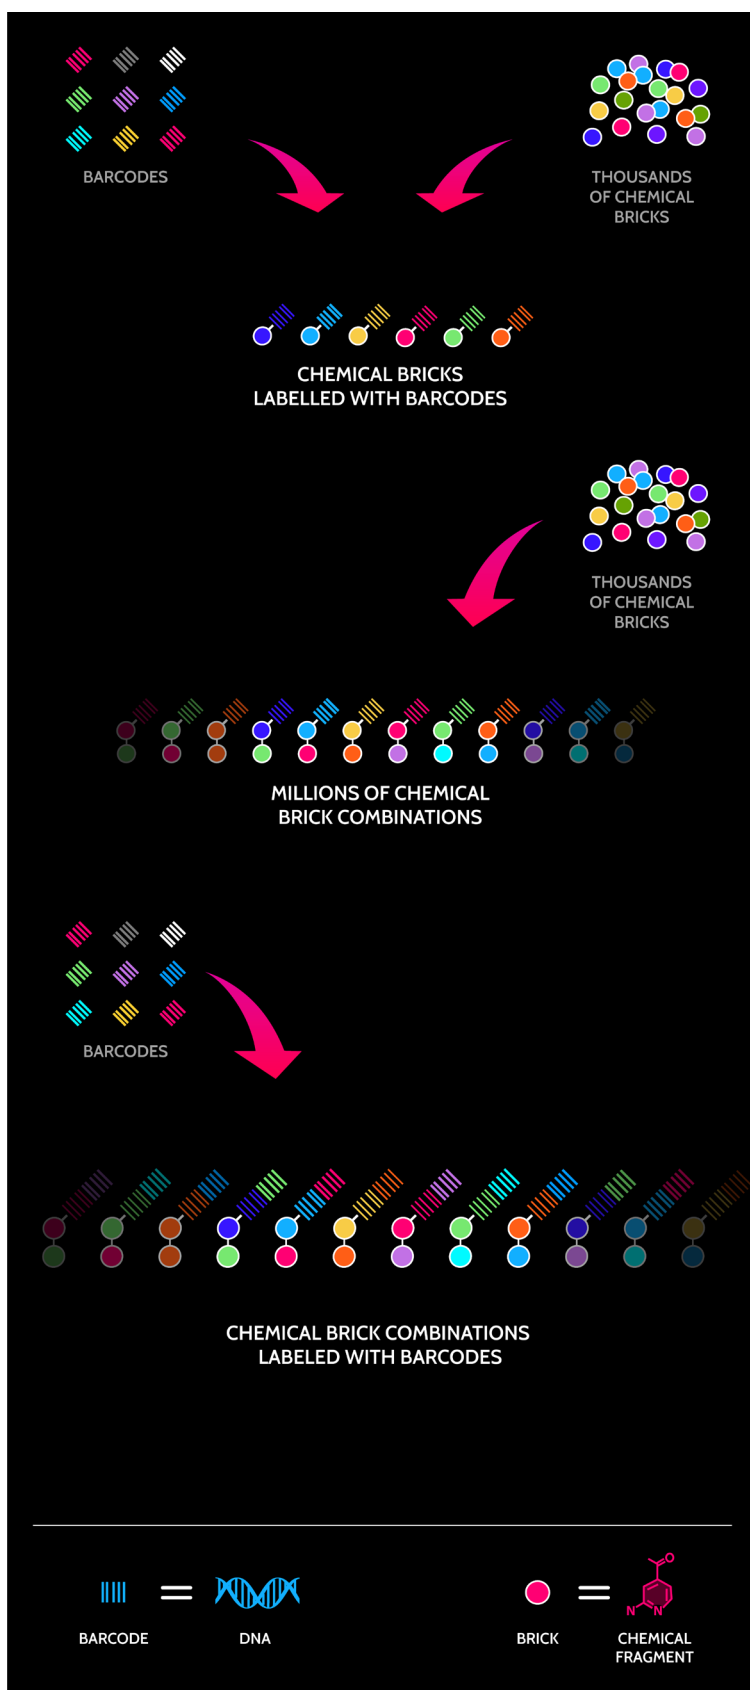 BARCODES
THOUSANDS
OF CHEMICAL
BRICKS
CHEMICAL BRICKS
LABELLED WITH BARCODES
THOUSANDS
OF CHEMICAL
BRICKS
MILLIONS OF CHEMICAL
BRICK COMBINATIONS
BARCODES
CHEMICAL BRICK COMBINATIONS
LABELED WITH BARCODES
O
N
N
BARCODE
DNA
BRICK
CHEMICAL
FRAGMENT